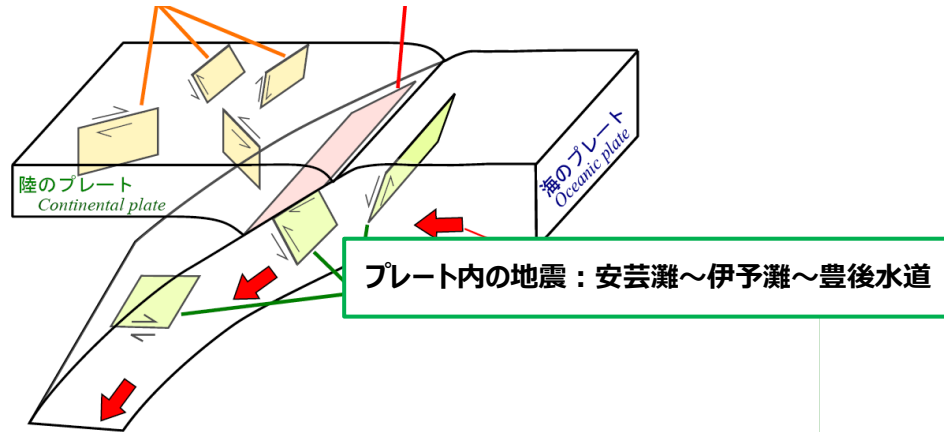 陸のプレート
Continental plate
海のプレート
Oceanic plate
プレート内の地震：安芸灘～伊予灘～豊後水道